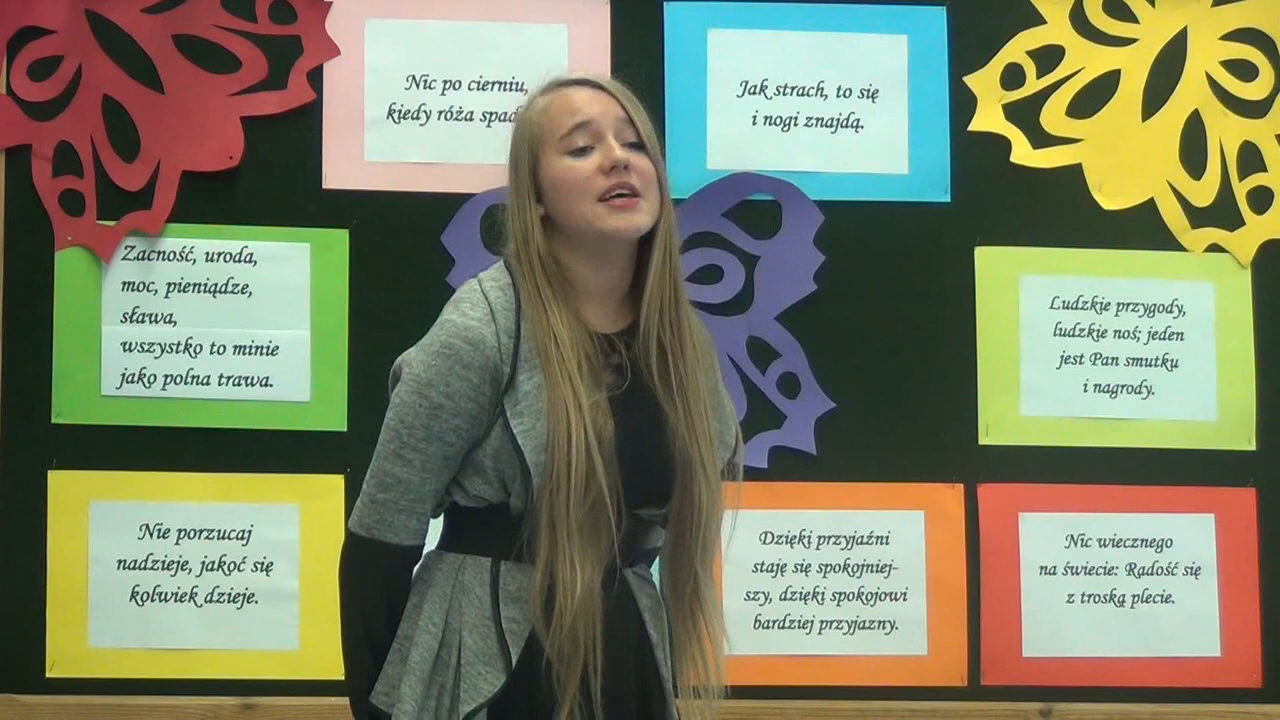 Nic po cierniu,
kiedy róża
Jak strach, to się
i nogi znajdą.
Zacność, uroda,
moc, pieniądze,
sława,
wszystko to minie
jako polna trawa.
Ludzkie przygody,
ludzkie noś; jeden
jest Pan smutku
i nagrody.
Nie porzucaj
nadzieje, jakoć się
kolwiek dzieje.
Dzięki przyjaźni
staję się spokojniej-
szy, dzięki spokojowi
bardziej przyjazny.
Nic wiecznego
na świecie: Radość się
z troską plecie.